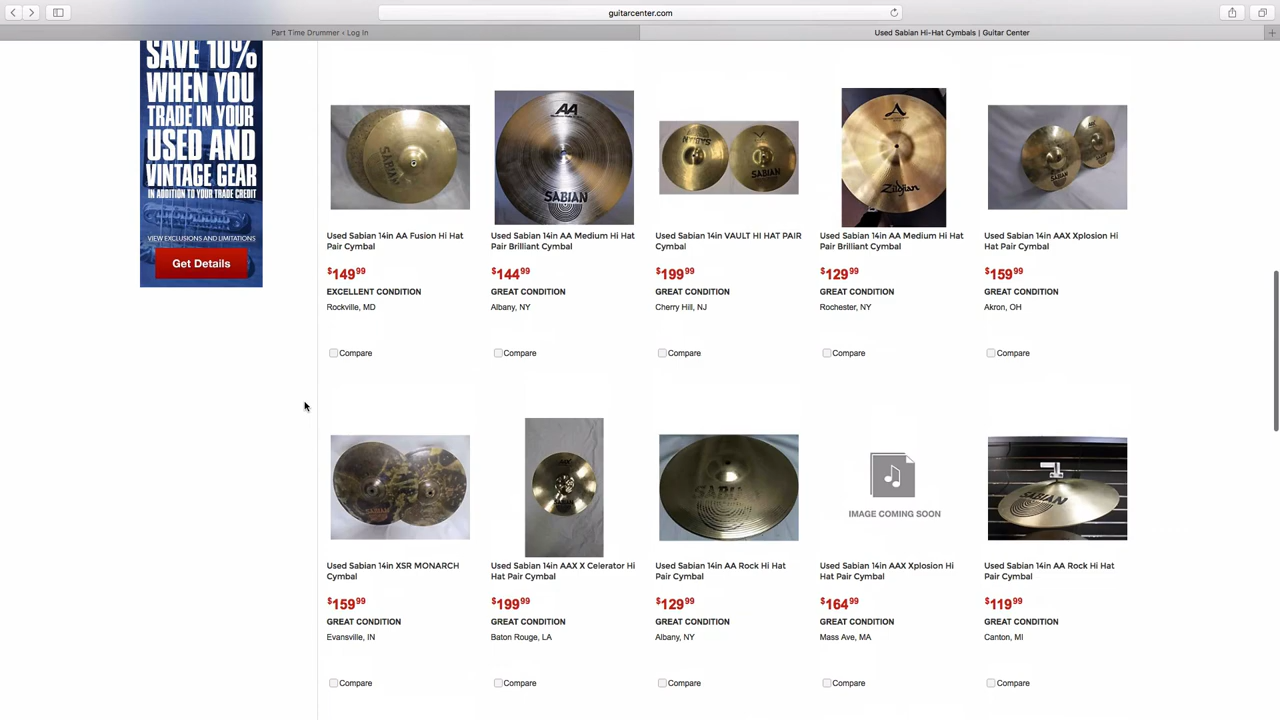 guitarcenter.com
Part Time Drummer ‹ Log In
Used Sabian Hi-Hat Cymbals | Guitar Center
SAVE 10%
WHEN YOU
TRADE IN YOUR
USED AND
VINTAGE GEAR
IN ADDITION TO YOUR TRADE CREDIT
VIEW EXCLUSIONS AND LIMITATIONS
Get Details
AA
SABIAN
SABIAN
SABIAN
SABIAN
A
Zildjian
Used Sabian 14in AA Fusion Hi Hat
Pair Cymbal
$149.99
EXCELLENT CONDITION
Rockville, MD
Compare
Used Sabian 14in AA Medium Hi Hat
Pair Brilliant Cymbal
$144.99
GREAT CONDITION
Albany, NY
Compare
Used Sabian 14in VAULT HI HAT PAIR
Cymbal
$199.99
GREAT CONDITION
Cherry Hill, NJ
Compare
Used Sabian 14in AA Medium Hi Hat
Pair Brilliant Cymbal
$129.99
GREAT CONDITION
Rochester, NY
Compare
Used Sabian 14in AAX Xplosion Hi
Hat Pair Cymbal
$159.99
GREAT CONDITION
Akron, OH
Compare
SABIAN
SABIAN
IMAGE COMING SOON
SABIAN
Used Sabian 14in XSR MONARCH
Cymbal
$159.99
GREAT CONDITION
Evansville, IN
Compare
Used Sabian 14in AAX X Celerator Hi
Hat Pair Cymbal
$199.99
GREAT CONDITION
Baton Rouge, LA
Compare
Used Sabian 14in AA Rock Hi Hat
Pair Cymbal
$129.99
GREAT CONDITION
Albany, NY
Compare
Used Sabian 14in AAX Xplosion Hi
Hat Pair Cymbal
$164.99
GREAT CONDITION
Mass Ave, MA
Compare
Used Sabian 14in AA Rock Hi Hat
Pair Cymbal
$119.99
GREAT CONDITION
Canton, MI
Compare